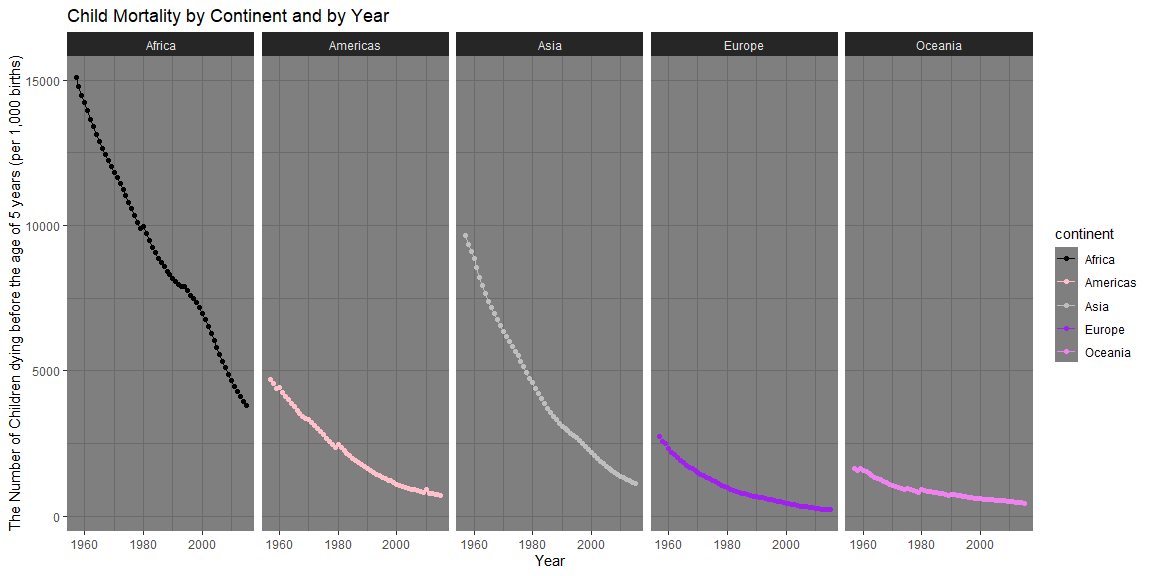 Child Mortality by Continent and by Year
Africa Americas Asia Europe Oceania
The Number of Children dying before the age of 5 years (per 1,000 births)
15000
10000
5000
0
1960 1980 2000 1960 1980 2000 1960 1980 2000 1960 1980 2000 1960 1980 2000
Year
continent
Africa
Americas
Asia
Europe
Oceania